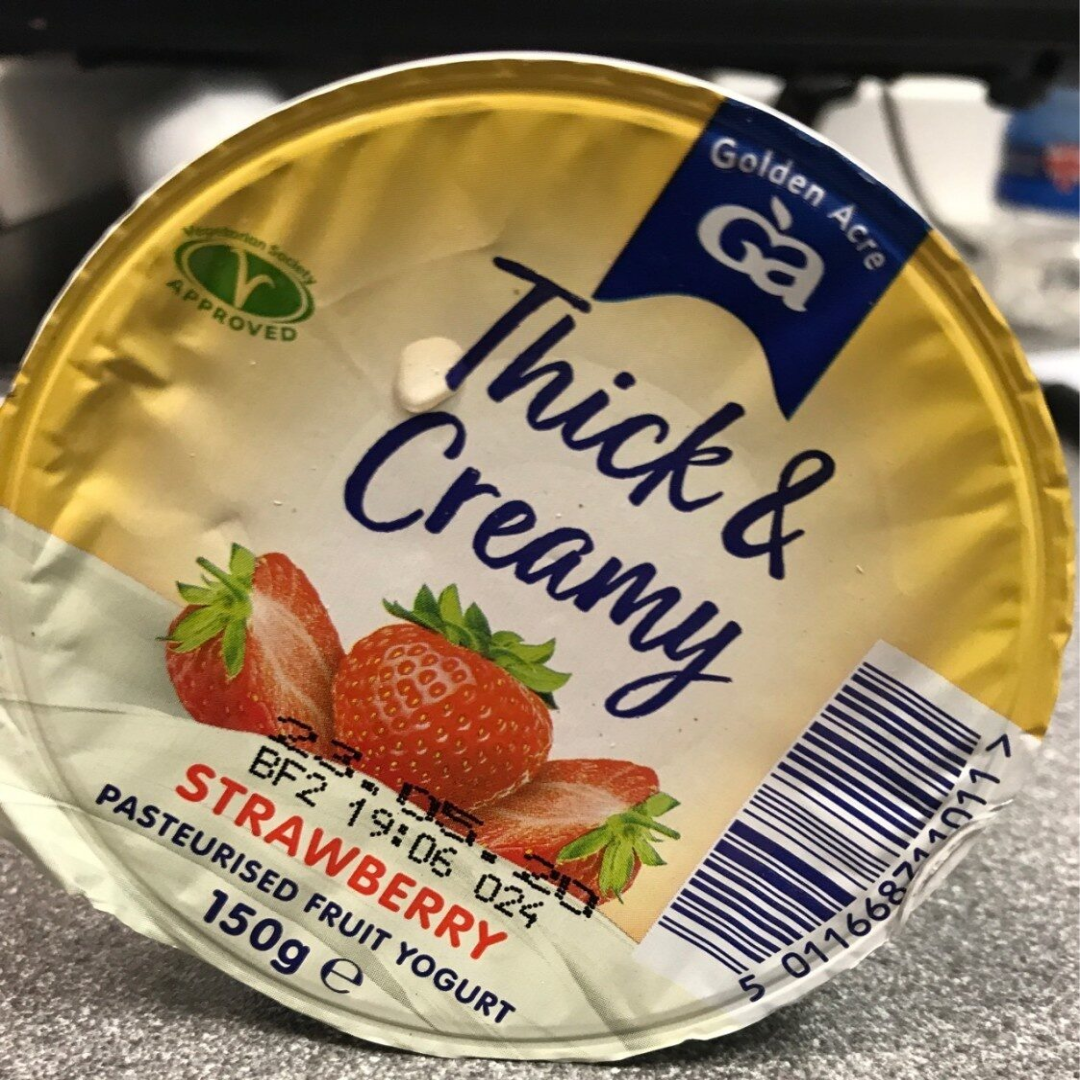 Golden Acre
Gà
Vegetarian Society
APPROVED
Thick &
Creamy
23.05.20
BF2 19:06 024
STRAWBERRY
PASTEURISED FRUIT YOGURT
150g ℮
5 011668711011 >